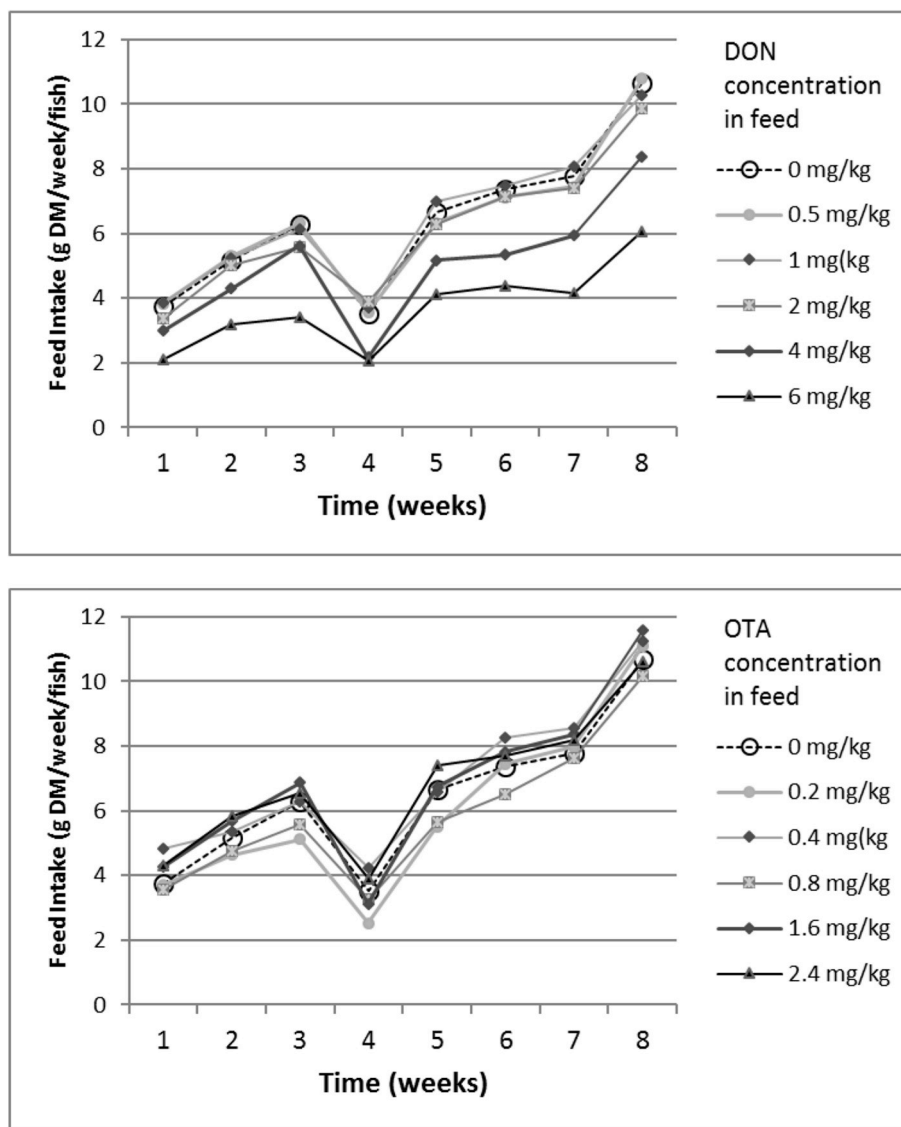 12
10
8
6
4
2
0
Feed Intake (g DM/week/fish)
1 2 3 4 5 6 7 8
Time (weeks)
DON
concentration
in feed
0 mg/kg
0.5 mg/kg
1 mg(kg
2 mg/kg
4 mg/kg
6 mg/kg
12
10
8
6
4
2
0
Feed Intake (g DM/week/fish)
1 2 3 4 5 6 7 8
Time (weeks)
OTA
concentration
in feed
0 mg/kg
0.2 mg/kg
0.4 mg(kg
0.8 mg/kg
1.6 mg/kg
2.4 mg/kg